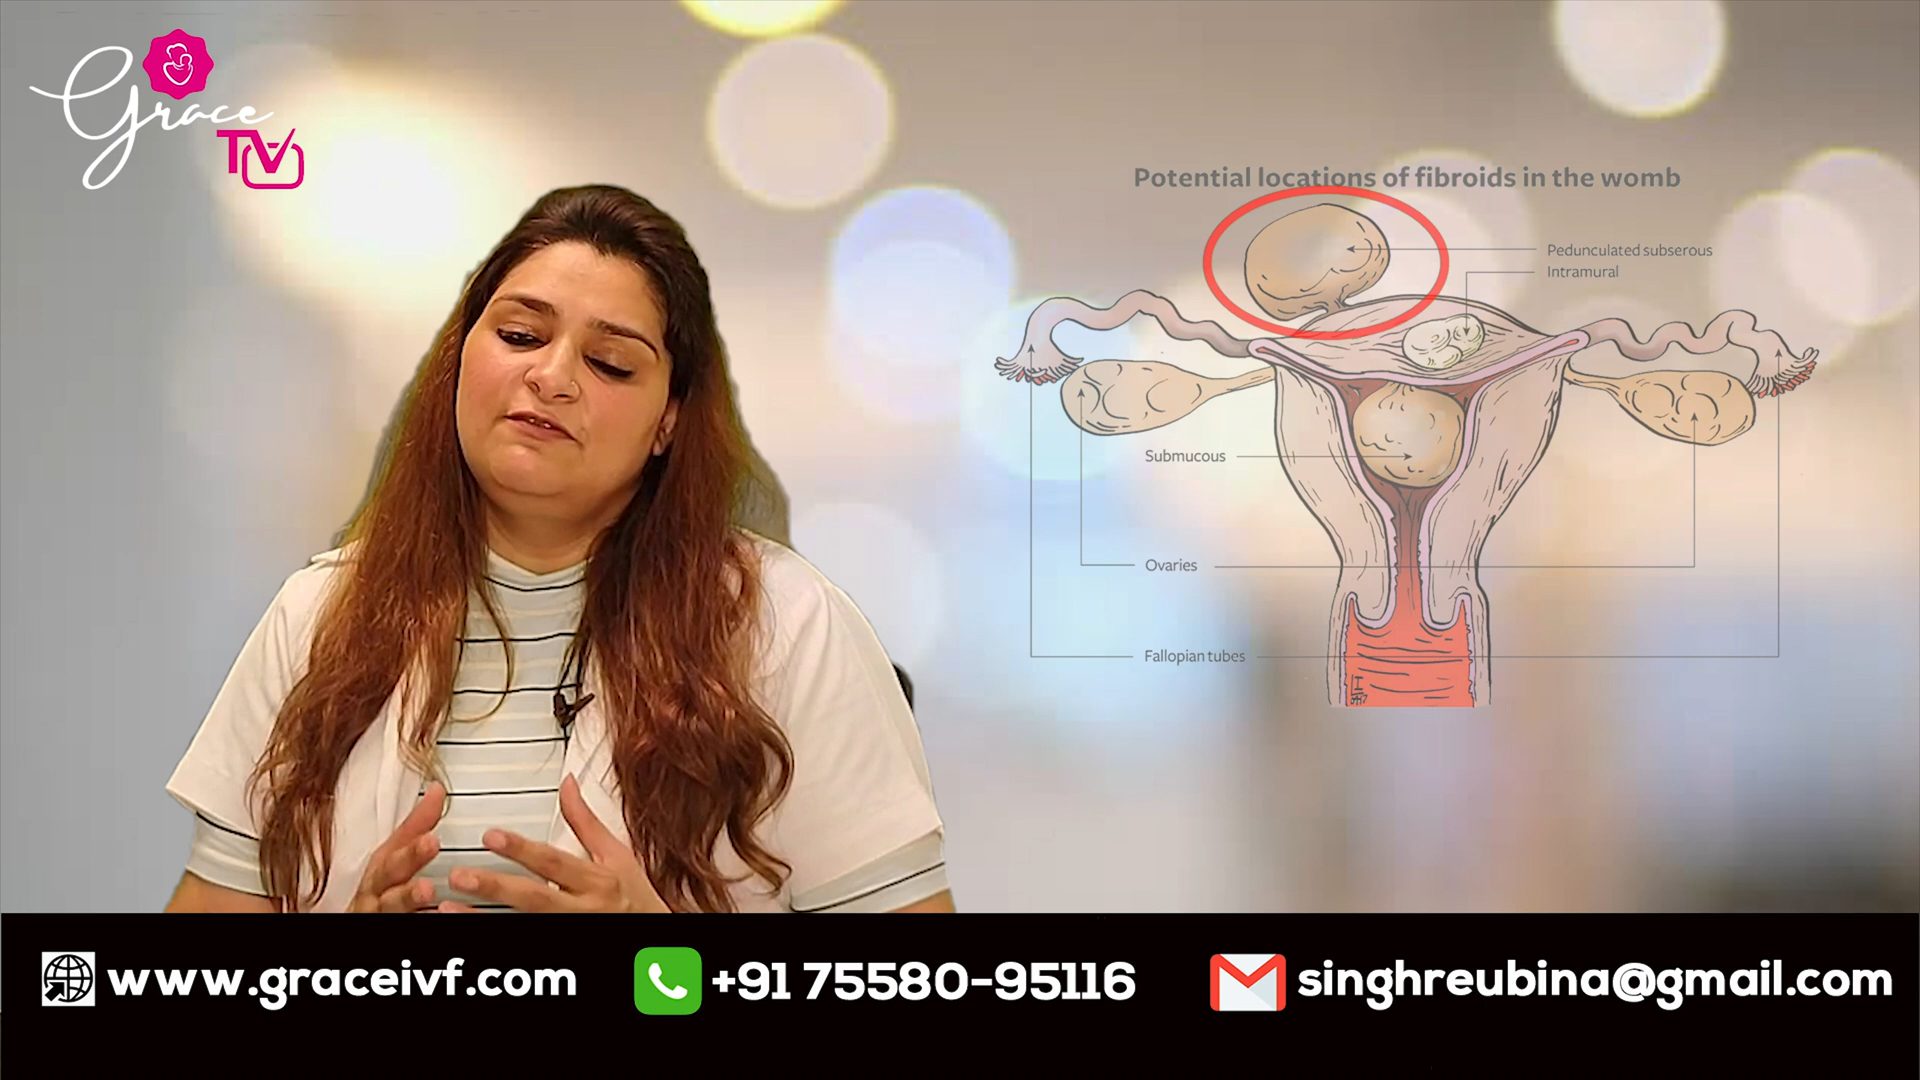 Grace
TV
Potential locations of fibroids in the womb
Pedunculated subserous
Intramural
Submucous
Ovaries
Fallopian tubes
www.graceivf.com
+91 75580-95116
singhreubina@gmail.com